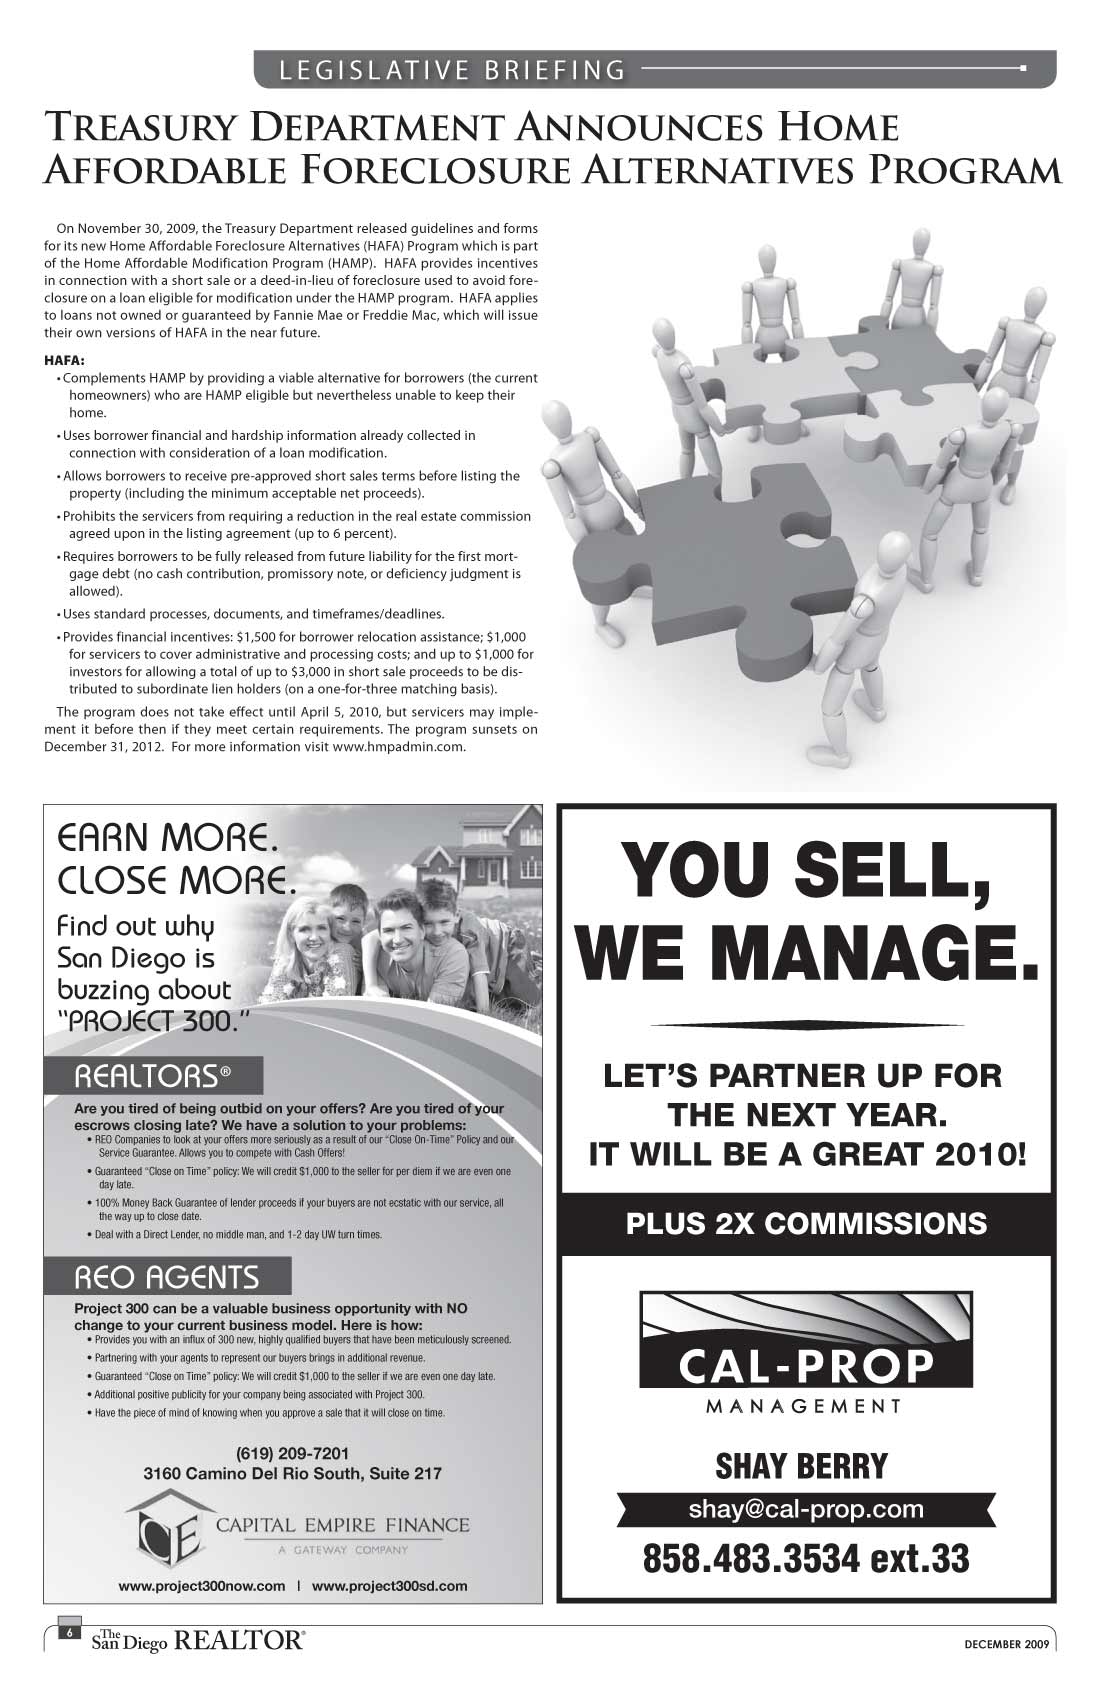 LEGISLATIVE BRIEFING
TREASURY DEPARTMENT ANNOUNCES HOME
AFFORDABLE FORECLOSURE ALTERNATIVES PROGRAM
On November 30, 2009, the Treasury Department released guidelines and forms
for its new Home Affordable Foreclosure Alternatives (HAFA) Program which is part
of the Home Affordable Modification Program (HAMP).  HAFA provides incentives
in connection with a short sale or a deed-in-lieu of foreclosure used to avoid fore-
closure on a loan eligible for modification under the HAMP program.  HAFA applies
to loans not owned or guaranteed by Fannie Mae or Freddie Mac, which will issue
their own versions of HAFA in the near future.
HAFA:
• Complements HAMP by providing a viable alternative for borrowers (the current
homeowners) who are HAMP eligible but nevertheless unable to keep their
home.
• Uses borrower financial and hardship information already collected in
connection with consideration of a loan modification.
• Allows borrowers to receive pre-approved short sales terms before listing the
property (including the minimum acceptable net proceeds).
• Prohibits the servicers from requiring a reduction in the real estate commission
agreed upon in the listing agreement (up to 6 percent).
• Requires borrowers to be fully released from future liability for the first mort-
gage debt (no cash contribution, promissory note, or deficiency judgment is
allowed).
• Uses standard processes, documents, and timeframes/deadlines.
• Provides financial incentives: $1,500 for borrower relocation assistance; $1,000
for servicers to cover administrative and processing costs; and up to $1,000 for
investors for allowing a total of up to $3,000 in short sale proceeds to be dis-
tributed to subordinate lien holders (on a one-for-three matching basis).
The program does not take effect until April 5, 2010, but servicers may imple-
ment it before then if they meet certain requirements. The program sunsets on
December 31, 2012.  For more information visit www.hmpadmin.com.
EARN MORE.
CLOSE MORE.
Find out why
San Diego is
buzzing about
"PROJECT 300."
REALTORS®
Are you tired of being outbid on your offers? Are you tired of your
escrows closing late? We have a solution to your problems:
• REO Companies to look at your offers more seriously as a result of our "Close On-Time" Policy and our
Service Guarantee. Allows you to compete with Cash Offers!
• Guaranteed "Close on Time" policy: We will credit $1,000 to the seller for per diem if we are even one
day late.
• 100% Money Back Guarantee of lender proceeds if your buyers are not ecstatic with our service, all
the way up to close date.
• Deal with a Direct Lender, no middle man, and 1-2 day UW turn times.
REO AGENTS
Project 300 can be a valuable business opportunity with NO
change to your current business model. Here is how:
• Provides you with an influx of 300 new, highly qualified buyers that have been meticulously screened.
• Partnering with your agents to represent our buyers brings in additional revenue.
• Guaranteed "Close on Time" policy: We will credit $1,000 to the seller if we are even one day late.
• Additional positive publicity for your company being associated with Project 300.
• Have the piece of mind of knowing when you approve a sale that it will close on time.
(619) 209-7201
3160 Camino Del Rio South, Suite 217
CE CAPITAL EMPIRE FINANCE
A GATEWAY COMPANY
www.project300now.com | www.project300sd.com
YOU SELL,
WE MANAGE.
LET'S PARTNER UP FOR
THE NEXT YEAR.
IT WILL BE A GREAT 2010!
PLUS 2X COMMISSIONS
CAL-PROP
MANAGEMENT
SHAY BERRY
shay@cal-prop.com
858.483.3534 ext.33
6 The San Diego REALTOR®
DECEMBER 2009